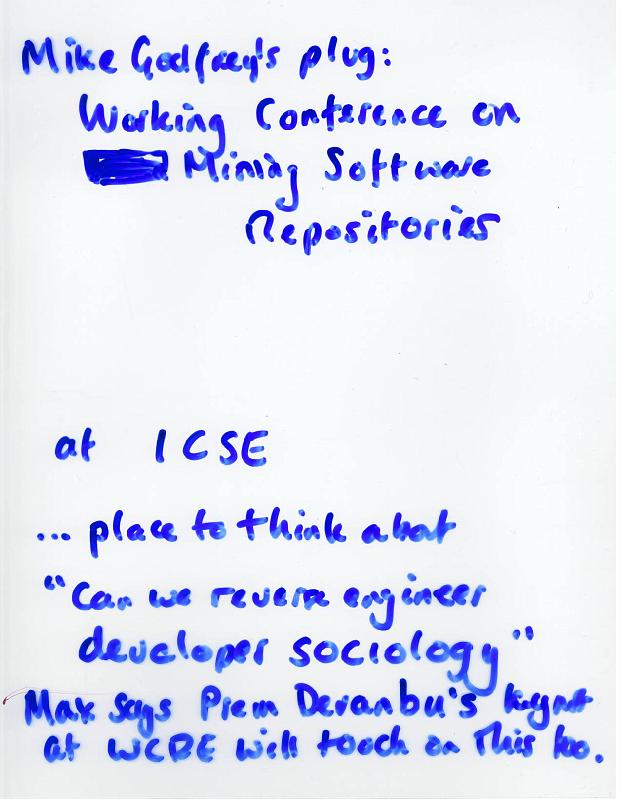 Mike Godfrey's plug:
Working Conference on
Mining Software
Repositories
at ICSE
... place to think about
"Can we reverse engineer
developer sociology"
Max says Prem Devanbu's keynote
at WCRE will touch on this too.